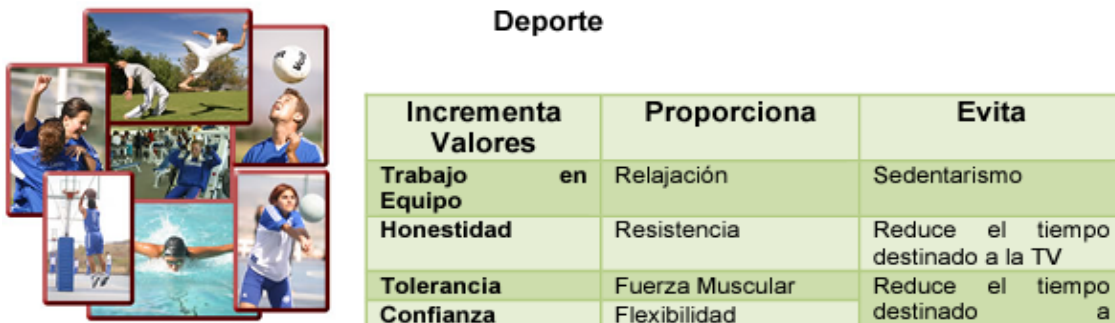 Deporte
Incrementa Valores Proporciona Evita
Trabajo en Equipo Relajación Sedentarismo
Honestidad Resistencia Reduce el tiempo destinado a la TV
Tolerancia Fuerza Muscular Reduce el tiempo destinado a
Confianza Flexibilidad